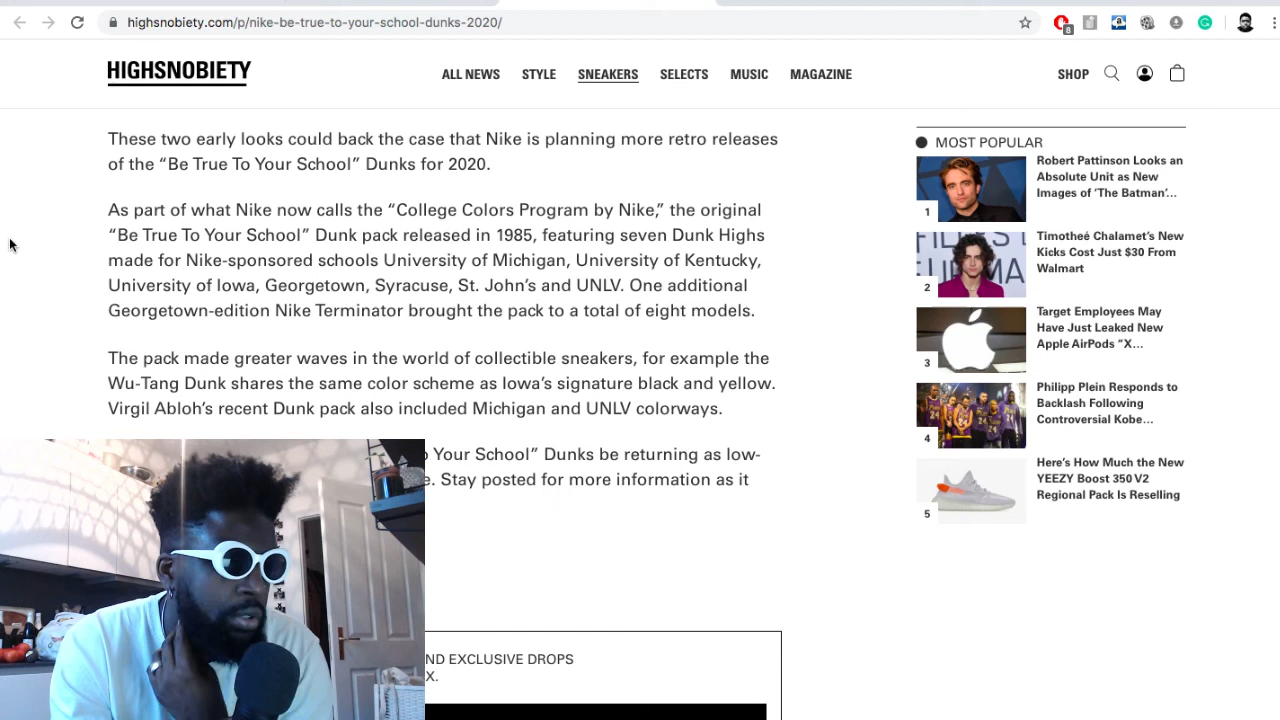 highsnobiety.com/p/nike-be-true-to-your-school-dunks-2020/
8
HIGHSNOBIETY
ALL NEWS STYLE SNEAKERS SELECTS MUSIC MAGAZINE SHOP
These two early looks could back the case that Nike is planning more retro releases
of the “Be True To Your School” Dunks for 2020.
As part of what Nike now calls the “College Colors Program by Nike,” the original
“Be True To Your School” Dunk pack released in 1985, featuring seven Dunk Highs
made for Nike-sponsored schools University of Michigan, University of Kentucky,
University of Iowa, Georgetown, Syracuse, St. John’s and UNLV. One additional
Georgetown-edition Nike Terminator brought the pack to a total of eight models.
The pack made greater waves in the world of collectible sneakers, for example the
Wu-Tang Dunk shares the same color scheme as Iowa’s signature black and yellow.
Virgil Abloh’s recent Dunk pack also included Michigan and UNLV colorways.
Your School” Dunks be returning as low-
. Stay posted for more information as it
ND EXCLUSIVE DROPS
X.
MOST POPULAR
Robert Pattinson Looks an
Absolute Unit as New
Images of ‘The Batman’…
1
Timotheé Chalamet’s New
Kicks Cost Just $30 From
Walmart
2
Target Employees May
Have Just Leaked New
Apple AirPods “X…
3
Philipp Plein Responds to
Backlash Following
Controversial Kobe…
4
Here’s How Much the New
YEEZY Boost 350 V2
Regional Pack Is Reselling
5